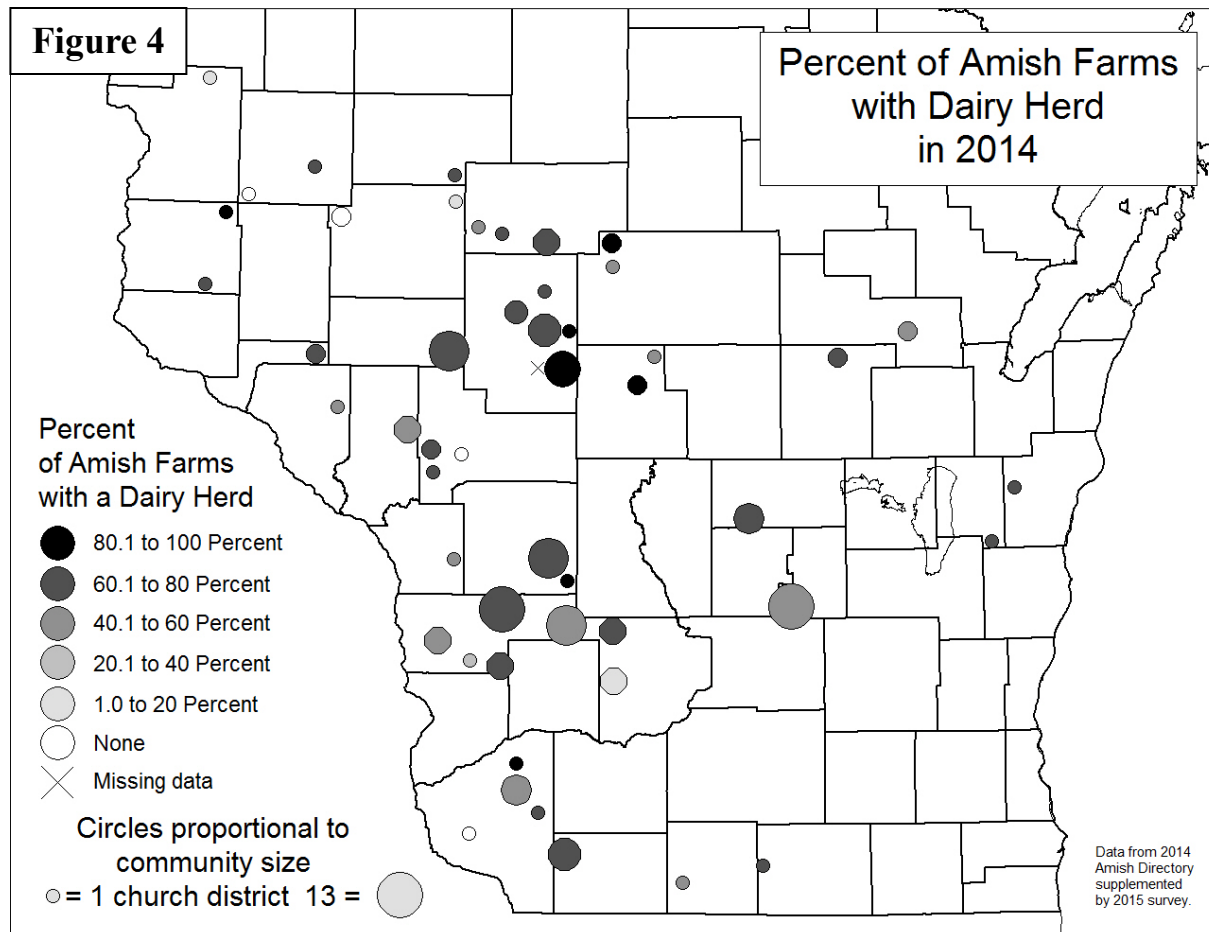 Figure 4
Percent of Amish Farms
with Dairy Herd
in 2014
Percent
of Amish Farms
with a Dairy Herd
80.1 to 100 Percent
60.1 to 80 Percent
40.1 to 60 Percent
20.1 to 40 Percent
1.0 to 20 Percent
None
Missing data
Circles proportional to
community size
= 1 church district 13 =
Data from 2014
Amish Directory
supplemented
by 2015 survey.